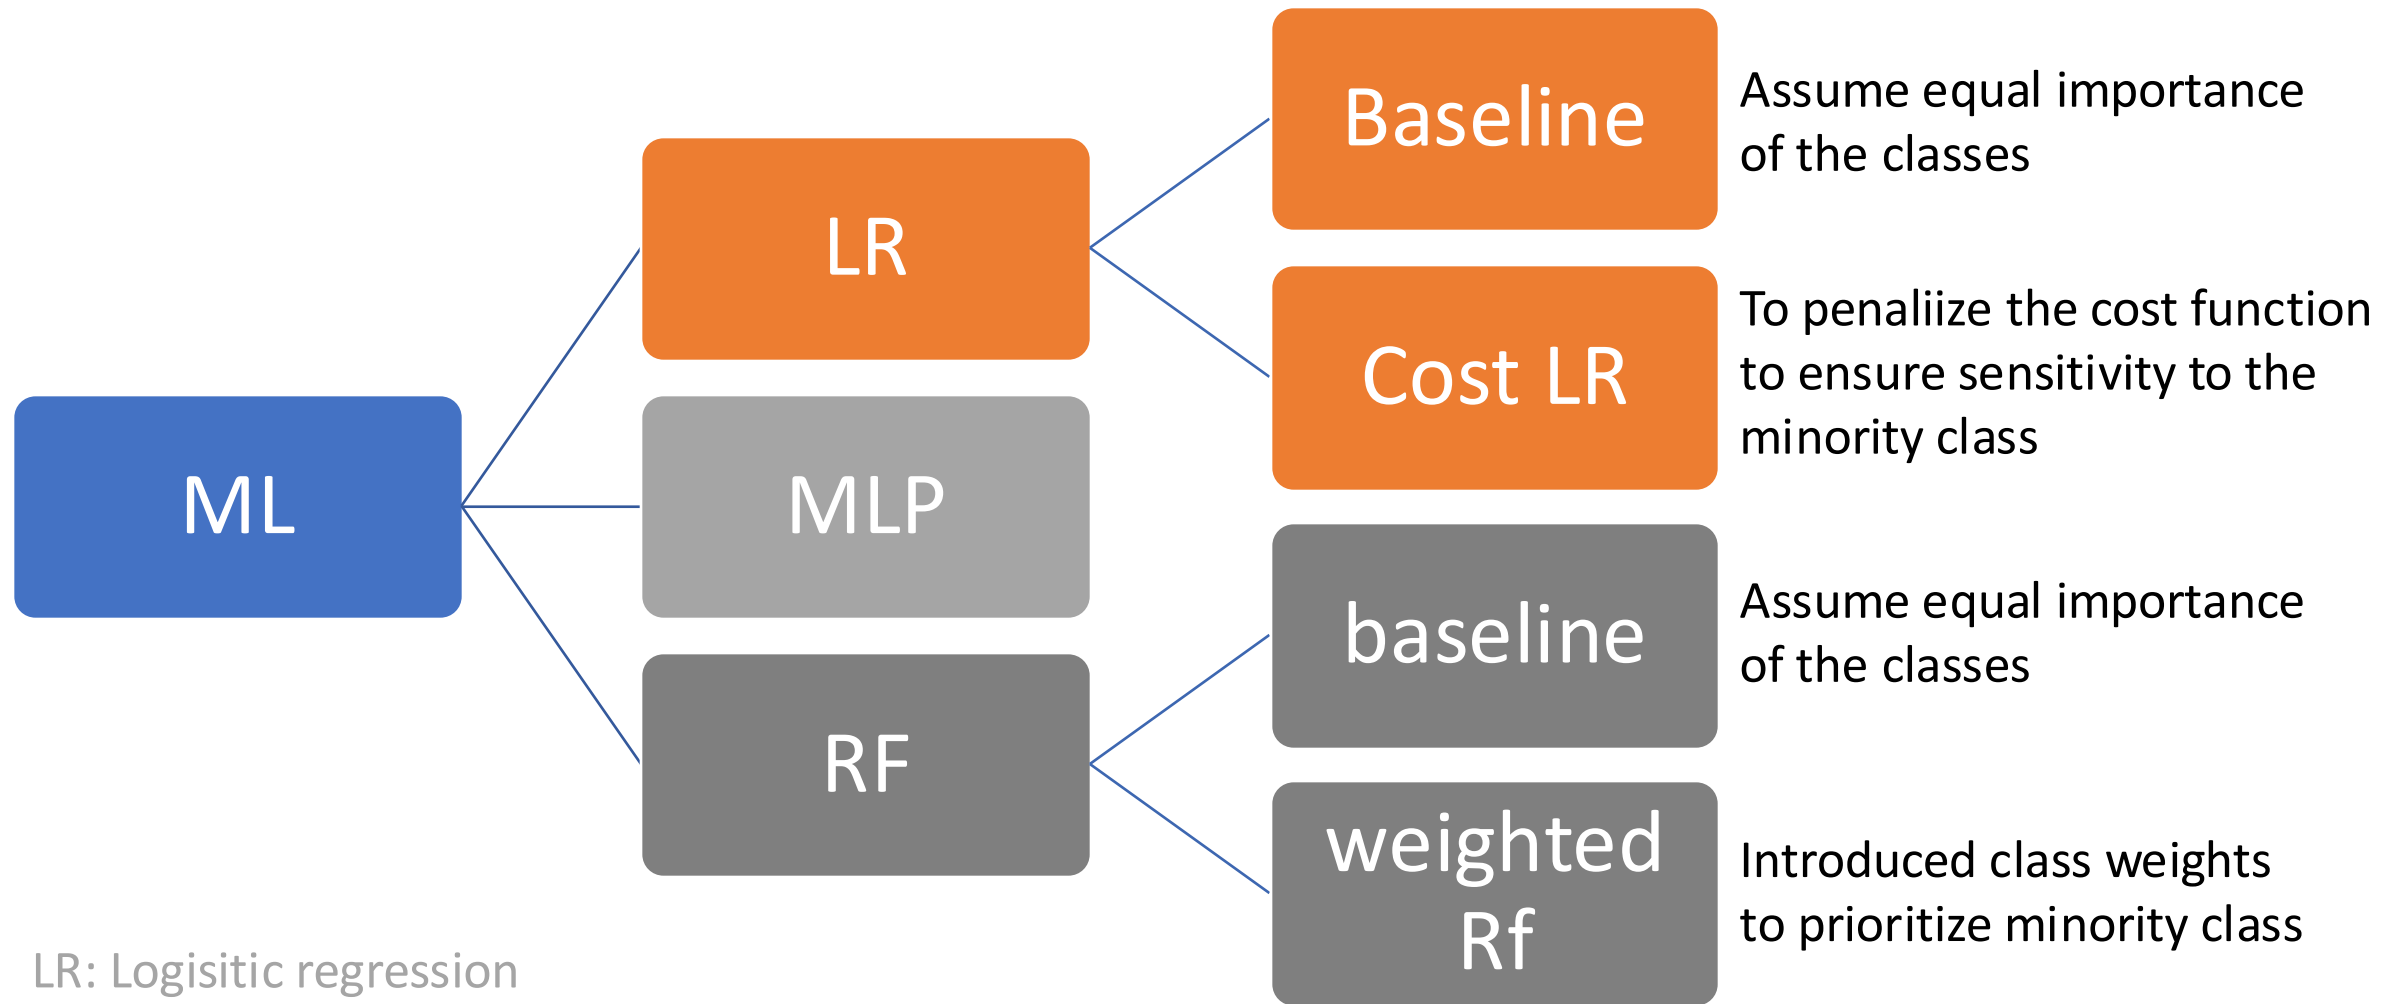 ML
LR
MLP
RF
Baseline
Assume equal importance
of the classes
Cost LR
To penaliize the cost function
to ensure sensitivity to the
minority class
baseline
Assume equal importance
of the classes
weighted
Rf
Introduced class weights
to prioritize minority class
LR: Logisitic regression